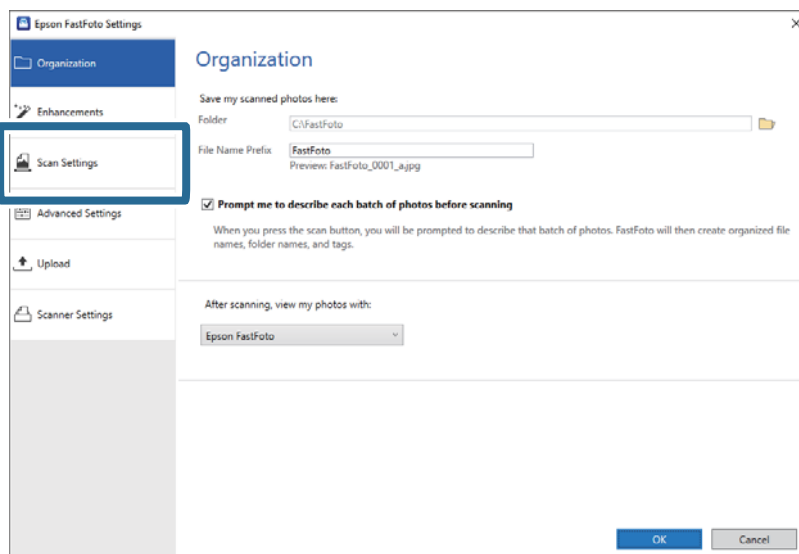 Epson FastFoto Settings
Organization
Enhancements
Scan Settings
Advanced Settings
Upload
Scanner Settings
Organization
Save my scanned photos here:
Folder
C:\FastFoto
File Name Prefix
FastFoto
Preview: FastFoto_0001_a.jpg
Prompt me to describe each batch of photos before scanning
When you press the scan button, you will be prompted to describe that batch of photos. FastFoto will then create organized file
names, folder names, and tags.
After scanning, view my photos with:
Epson FastFoto
OK
Cancel